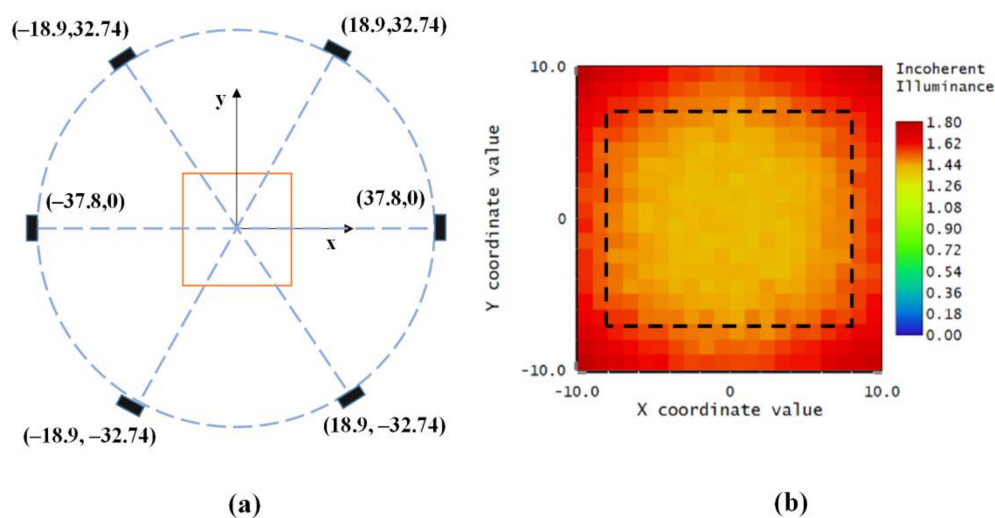 (–18.9,32.74)
(18.9,32.74)
y
(–37.8,0)
(37.8,0)
x
(–18.9, –32.74)
(18.9, –32.74)
(a)
10.0
0
-10.0
Y coordinate value
-10.0 0 10.0
X coordinate value
Incoherent
Illuminance
1.80
1.62
1.44
1.26
1.08
0.90
0.72
0.54
0.36
0.18
0.00
(b)